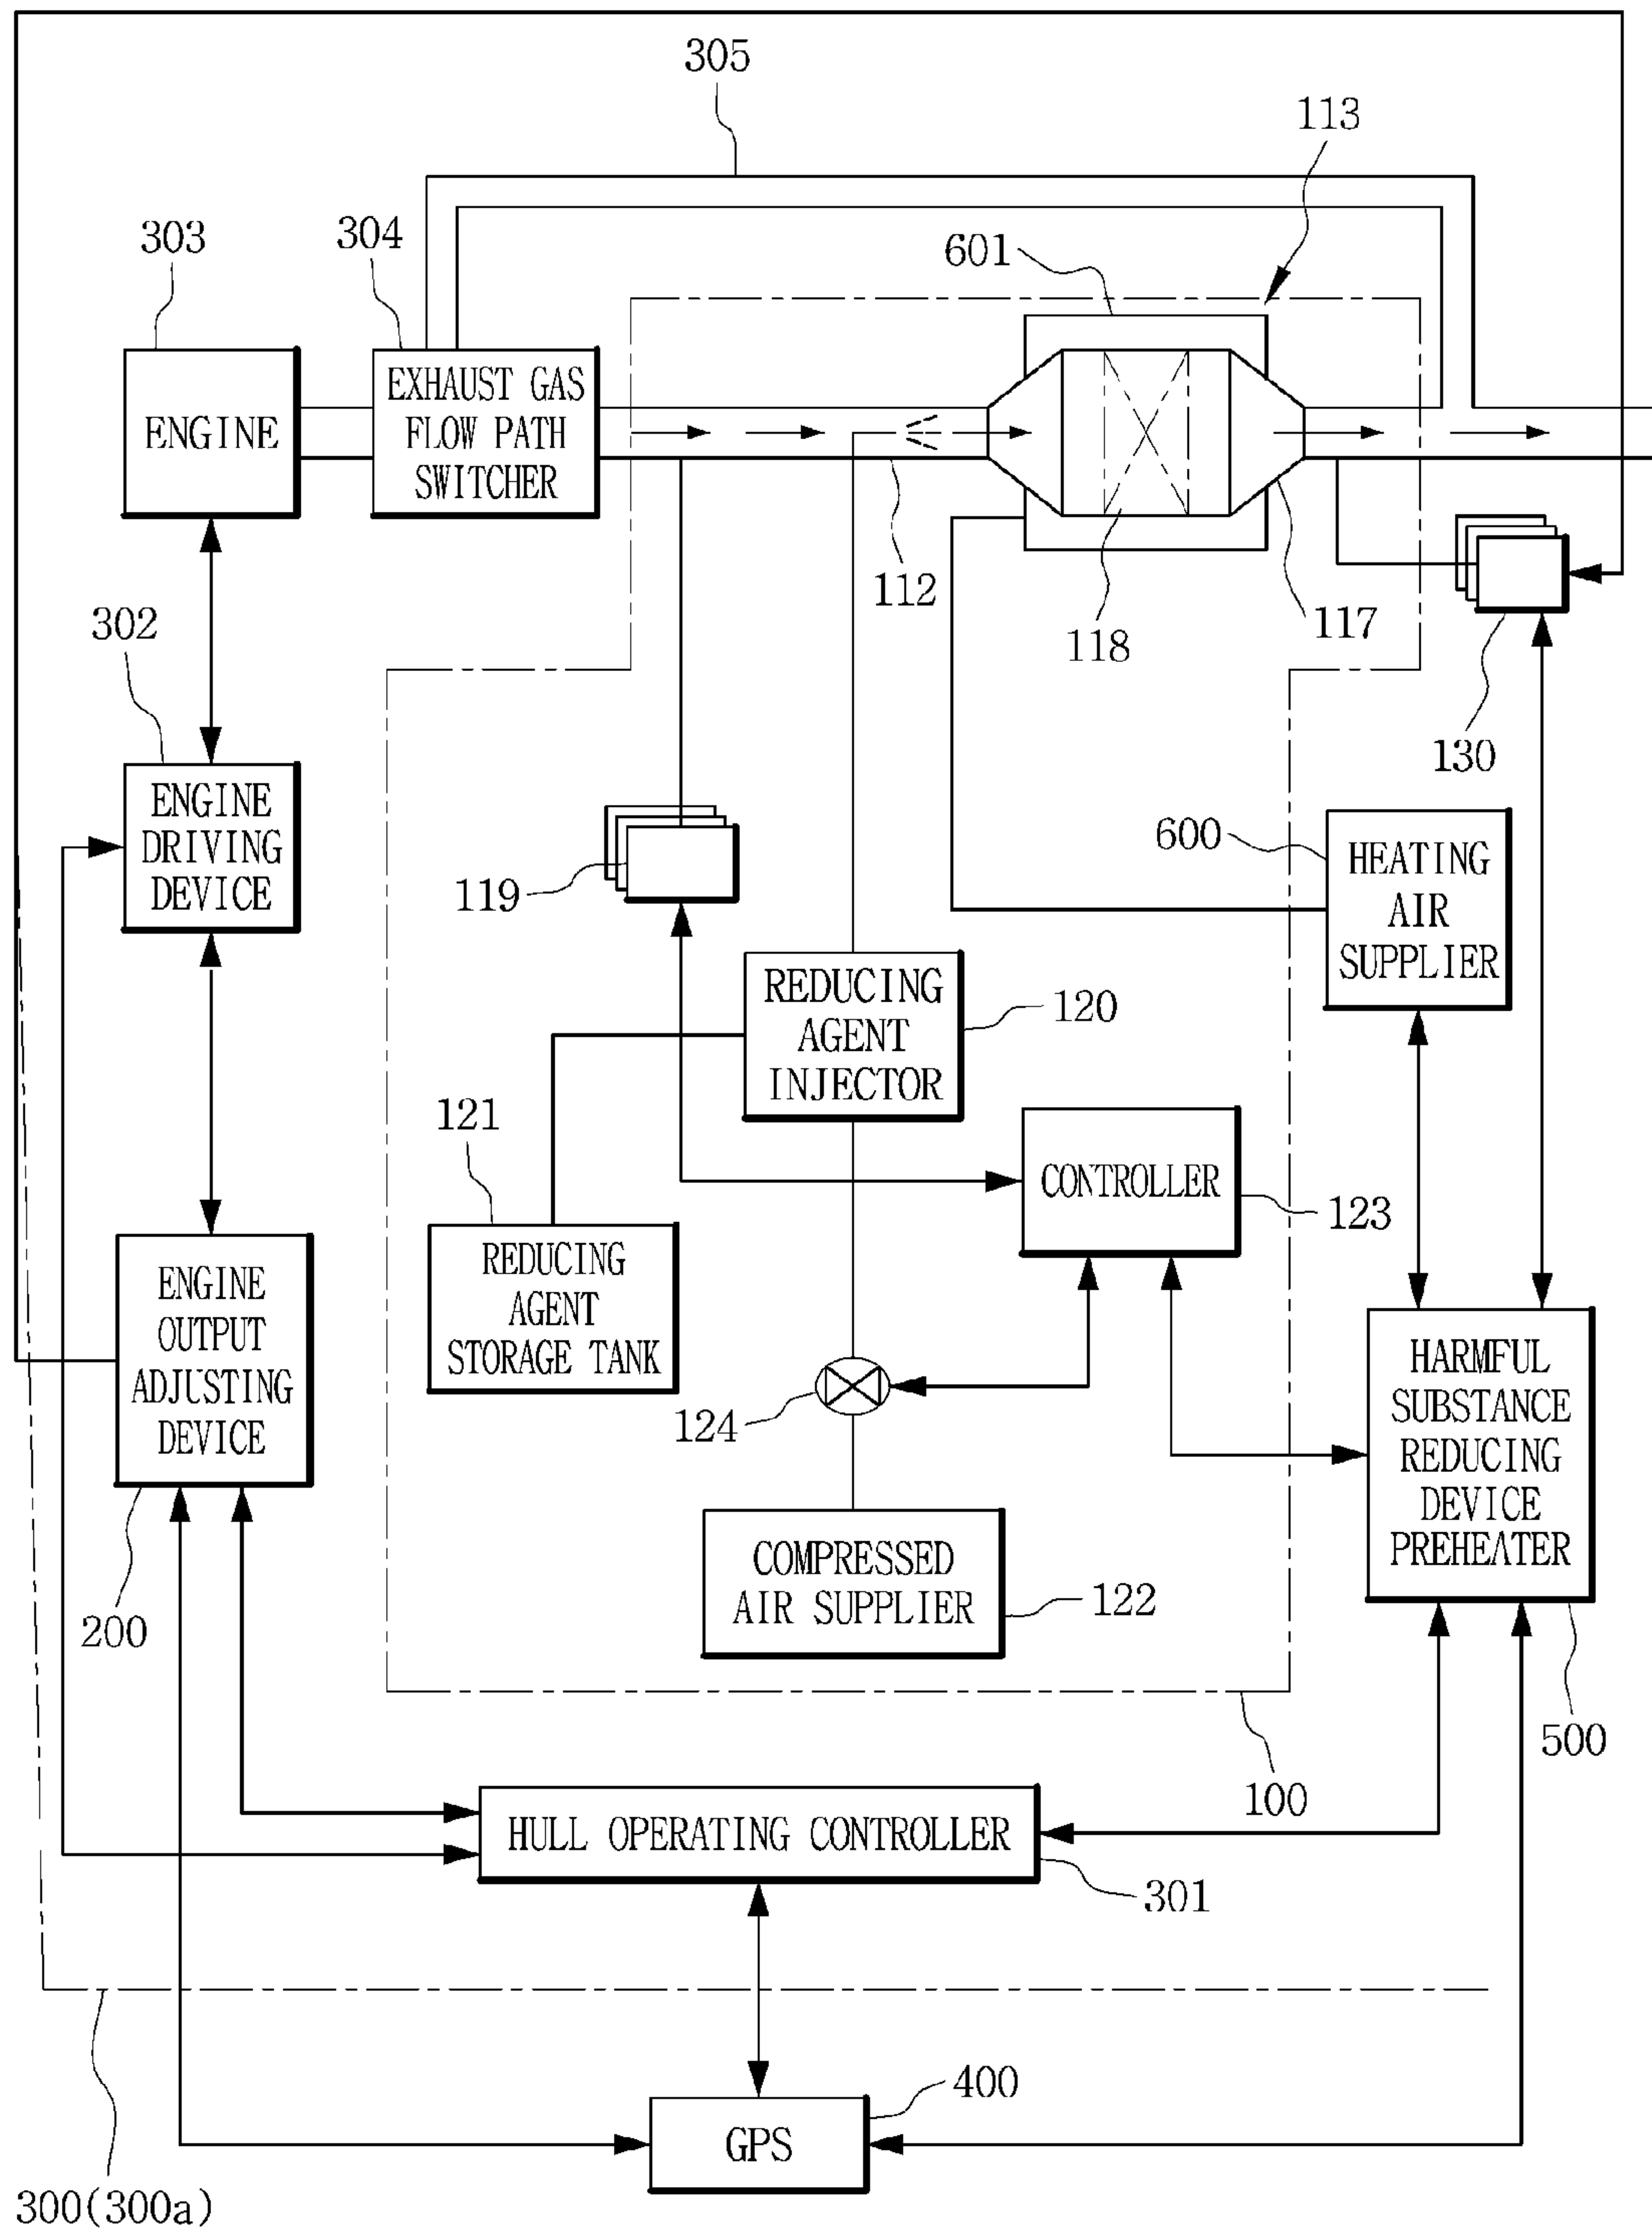 305
113
303
304
601
ENGINE
EXHAUST GAS
FLOW PATH
SWITCHER
112
118
117
130
302
ENGINE
DRIVING
DEVICE
119
600
HEATING
AIR
SUPPLIER
REDUCING
AGENT
INJECTOR
120
121
CONTROLLER
123
REDUCING
AGENT
STORAGE TANK
ENGINE
OUTPUT
ADJUSTING
DEVICE
124
HARMFUL
SUBSTANCE
REDUCING
DEVICE
PREHEATER
200
COMPRESSED
AIR SUPPLIER
122
500
100
HULL OPERATING CONTROLLER
301
400
GPS
300(300a)